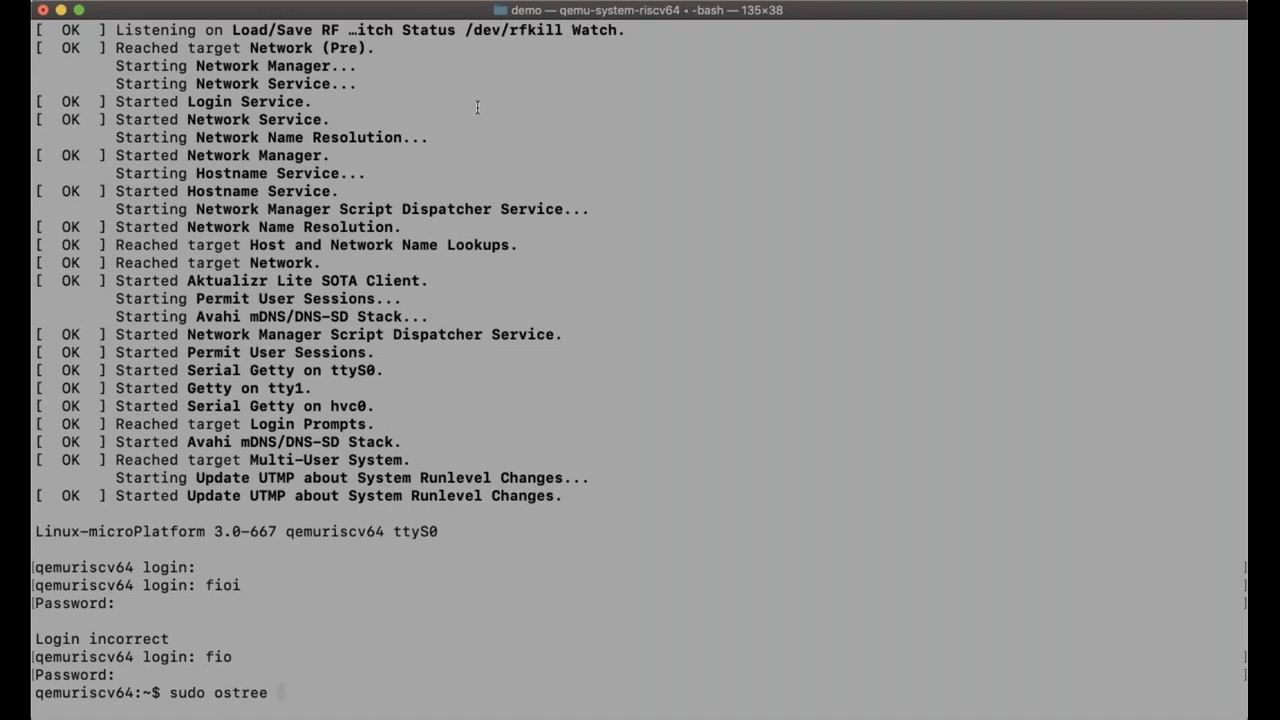 demo — qemu-system-riscv64 • -bash — 135×38
[  OK  ] Listening on Load/Save RF …itch Status /dev/rfkill Watch.
[  OK  ] Reached target Network (Pre).
         Starting Network Manager...
         Starting Network Service...
[  OK  ] Started Login Service.
[  OK  ] Started Network Service.
         Starting Network Name Resolution...
[  OK  ] Started Network Manager.
         Starting Hostname Service...
[  OK  ] Started Hostname Service.
         Starting Network Manager Script Dispatcher Service...
[  OK  ] Started Network Name Resolution.
[  OK  ] Reached target Host and Network Name Lookups.
[  OK  ] Reached target Network.
[  OK  ] Started Aktualizr Lite SOTA Client.
         Starting Permit User Sessions...
         Starting Avahi mDNS/DNS-SD Stack...
[  OK  ] Started Network Manager Script Dispatcher Service.
[  OK  ] Started Permit User Sessions.
[  OK  ] Started Serial Getty on ttyS0.
[  OK  ] Started Getty on tty1.
[  OK  ] Started Serial Getty on hvc0.
[  OK  ] Reached target Login Prompts.
[  OK  ] Started Avahi mDNS/DNS-SD Stack.
[  OK  ] Reached target Multi-User System.
         Starting Update UTMP about System Runlevel Changes...
[  OK  ] Started Update UTMP about System Runlevel Changes.
Linux-microPlatform 3.0-667 qemuriscv64 ttyS0
[qemuriscv64 login: ]
[qemuriscv64 login: fioi ]
[Password: ]
Login incorrect
[qemuriscv64 login: fio ]
[Password: ]
qemuriscv64:~$ sudo ostree